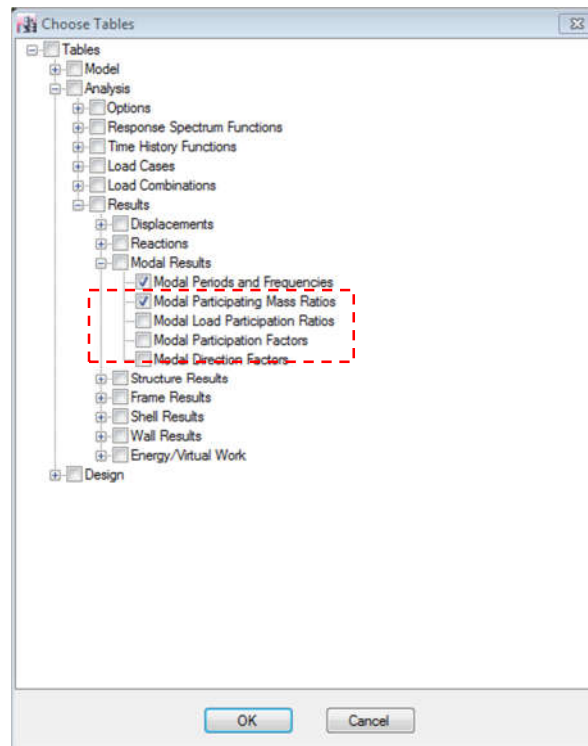 Choose Tables
Tables
Model
Analysis
Options
Response Spectrum Functions
Time History Functions
Load Cases
Load Combinations
Results
Displacements
Reactions
Modal Results
Modal Periods and Frequencies
Modal Participating Mass Ratios
Modal Load Participation Ratios
Modal Participation Factors
Modal Direction Factors
Structure Results
Frame Results
Shell Results
Wall Results
Energy/Virtual Work
Design
OK Cancel